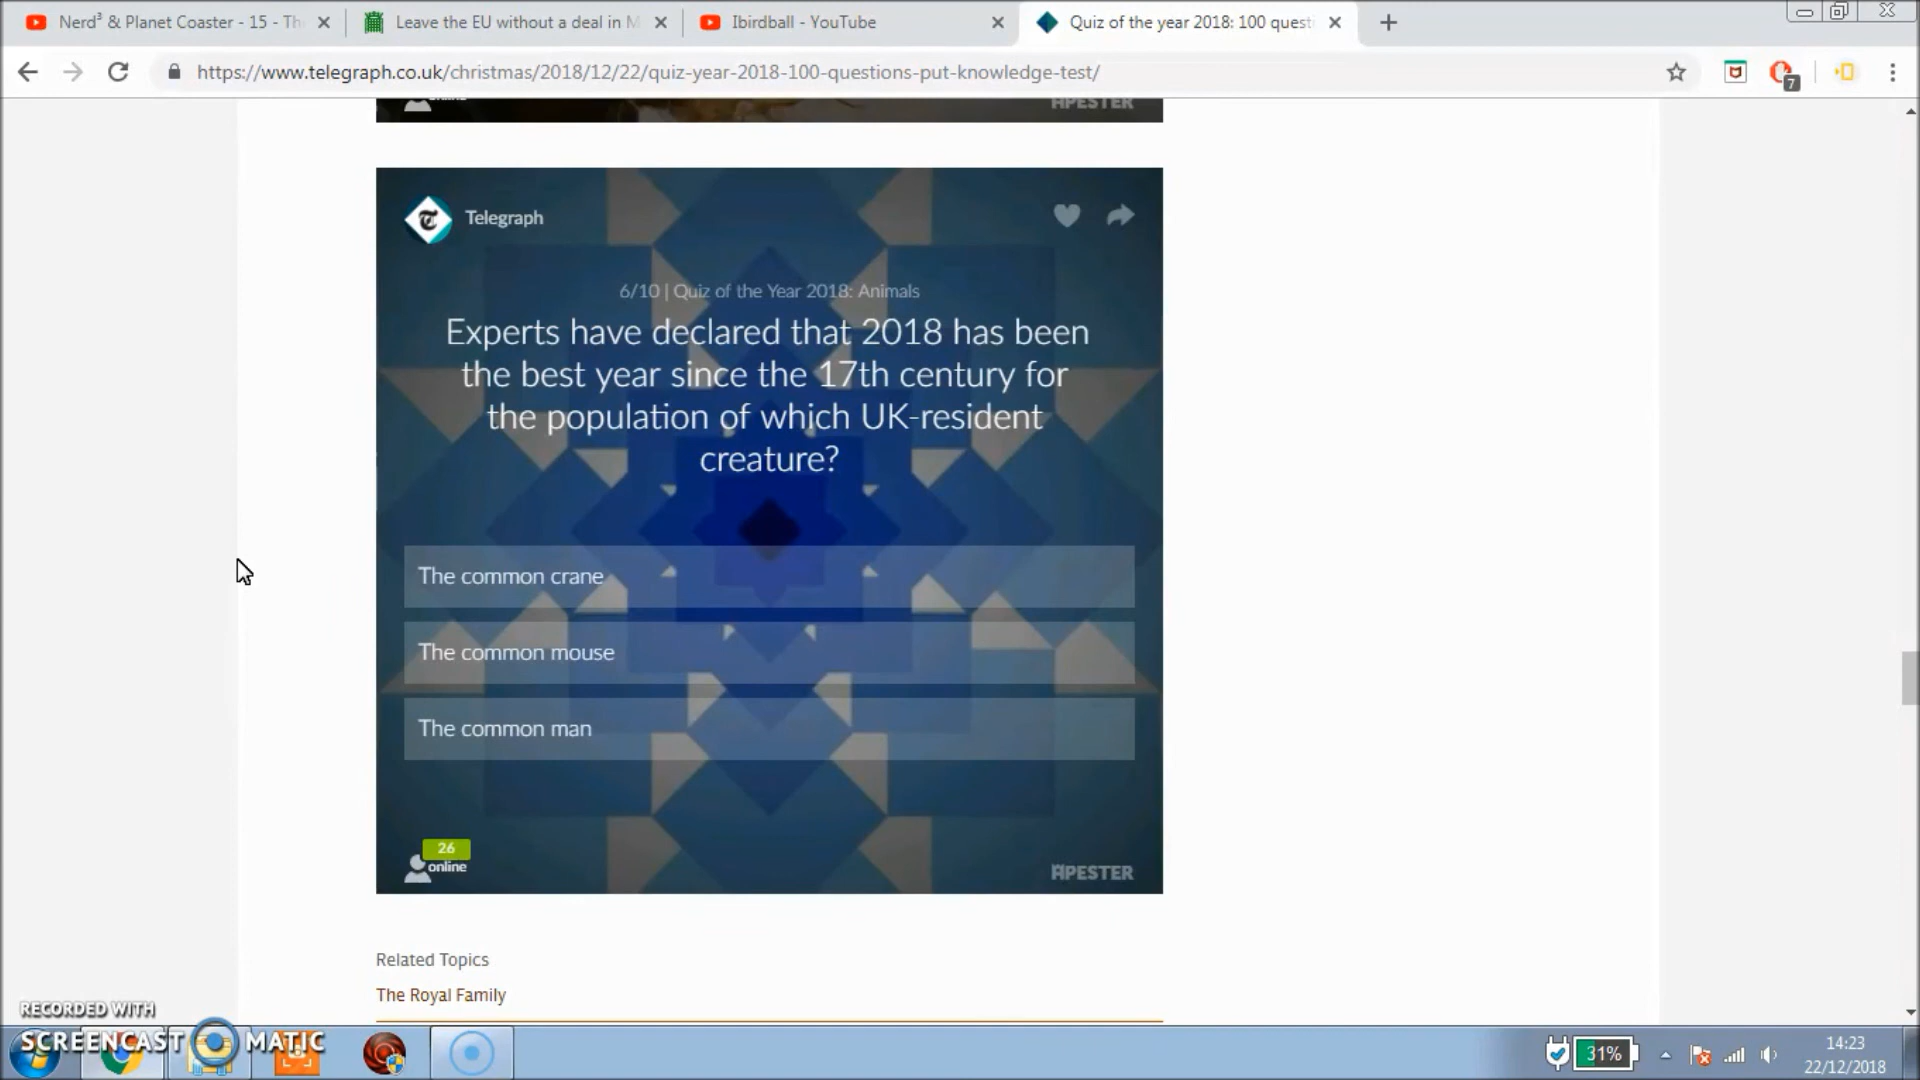 Nerd³ & Planet Coaster - 15 - Th
Leave the EU without a deal in M
Ibirdball - YouTube
Quiz of the year 2018: 100 quest
https://www.telegraph.co.uk/christmas/2018/12/22/quiz-year-2018-100-questions-put-knowledge-test/
7
online
APESTER
Telegraph
6/10 | Quiz of the Year 2018: Animals
Experts have declared that 2018 has been
the best year since the 17th century for
the population of which UK-resident
creature?
The common crane
The common mouse
The common man
26
online
APESTER
Related Topics
The Royal Family
RECORDED WITH
SCREENCAST MATIC
31%
14:23
22/12/2018